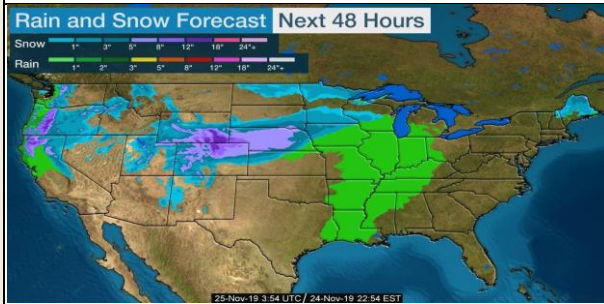 Rain and Snow Forecast Next 48 Hours
Snow
1" 3" 5" 8" 12" 18" 24"+
Rain
1" 2" 3" 5" 8" 12" 18" 24"+
25-Nov-19 3:54 UTC / 24-Nov-19 22:54 EST